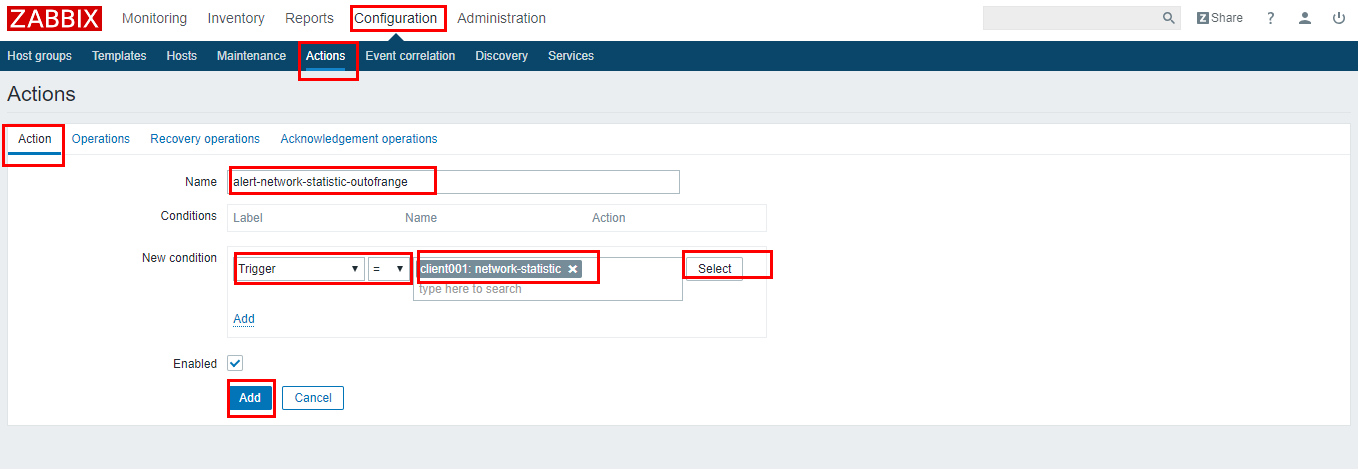 ZABBIX Monitoring Inventory Reports Configuration Administration Z Share ?
Host groups Templates Hosts Maintenance Actions Event correlation Discovery Services
Actions
Action Operations Recovery operations Acknowledgement operations
Name alert-network-statistic-outofrange
Conditions Label Name Action
New condition Trigger = client001: network-statistic Select
type here to search
Add
Enabled
Add Cancel